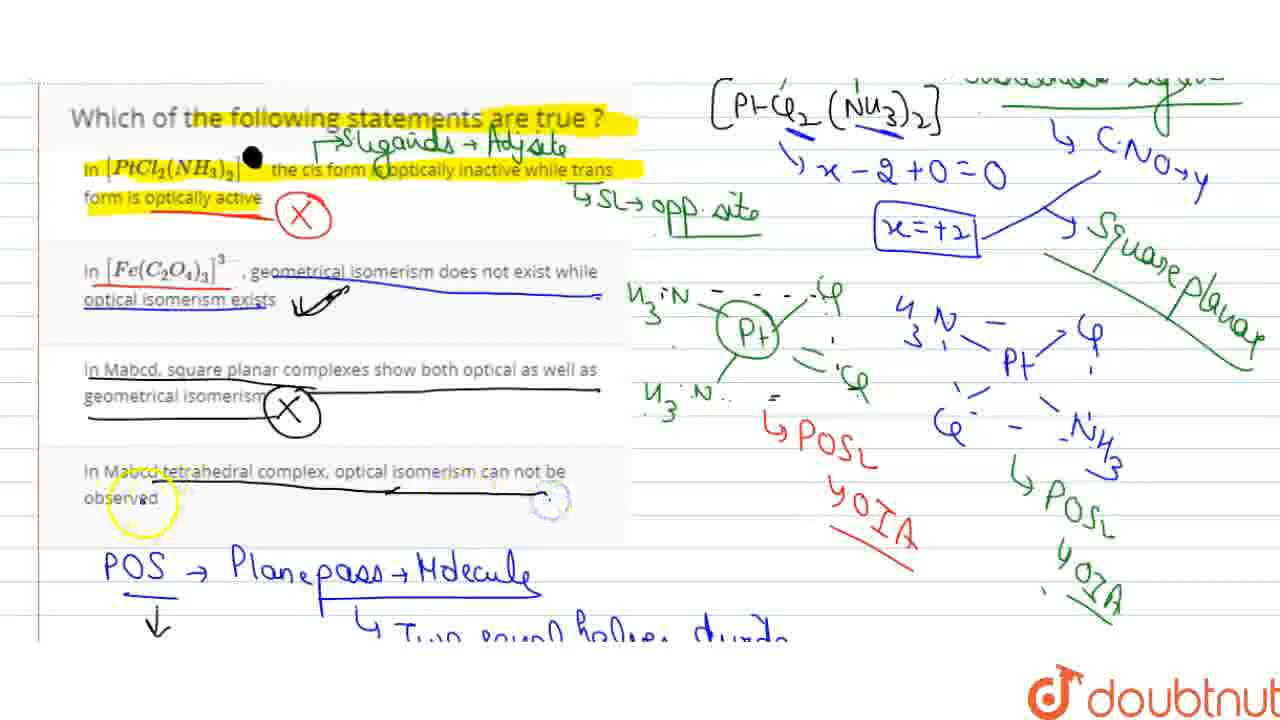 Which of the following statements are true ?
Adj site
In [PtCl₂(NH₃)₂] the cis form is optically inactive while trans
form is optically active
X
SL → opp. site
In [Fe(C₂O₄)₃]³⁻, geometrical isomerism does not exist while
optical isomerism exists
In Mabcd, square planar complexes show both optical as well as
geometrical isomerism
X
In Mabcd tetrahedral complex, optical isomerism can not be
observed
POS → Plane pass → Molecule
[PtCl₂(NH₃)₂]
x - 2 + 0 = 0
x = +2
C·NO → 4
Square planar
H₃N Cl
Pt
H₃N Cl
POSL
OIA
H₃N Cl
Pt
Cl NH₃
POSL
OIA
doubtnut